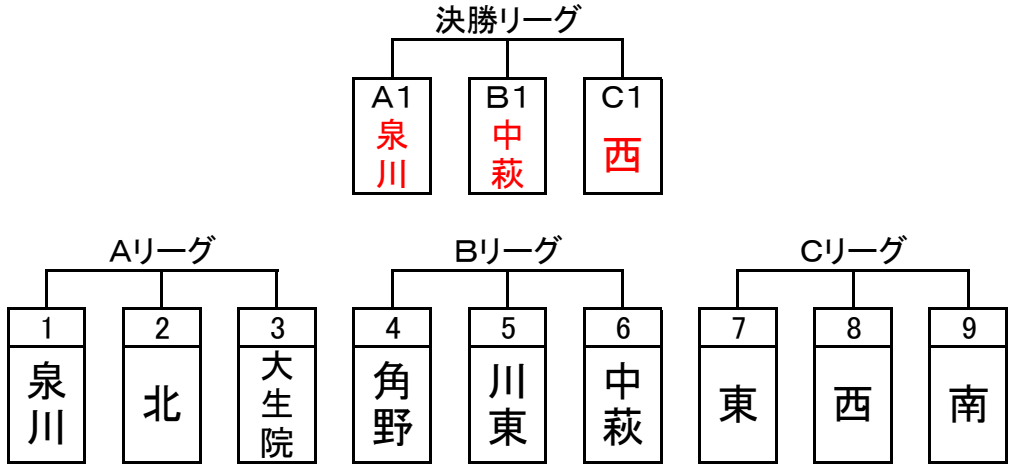 決勝リーグ
A1 B1 C1
泉川 中萩 西
Aリーグ Bリーグ Cリーグ
1 2 3 4 5 6 7 8 9
泉川 北 大生院 角野 川東 中萩 東 西 南